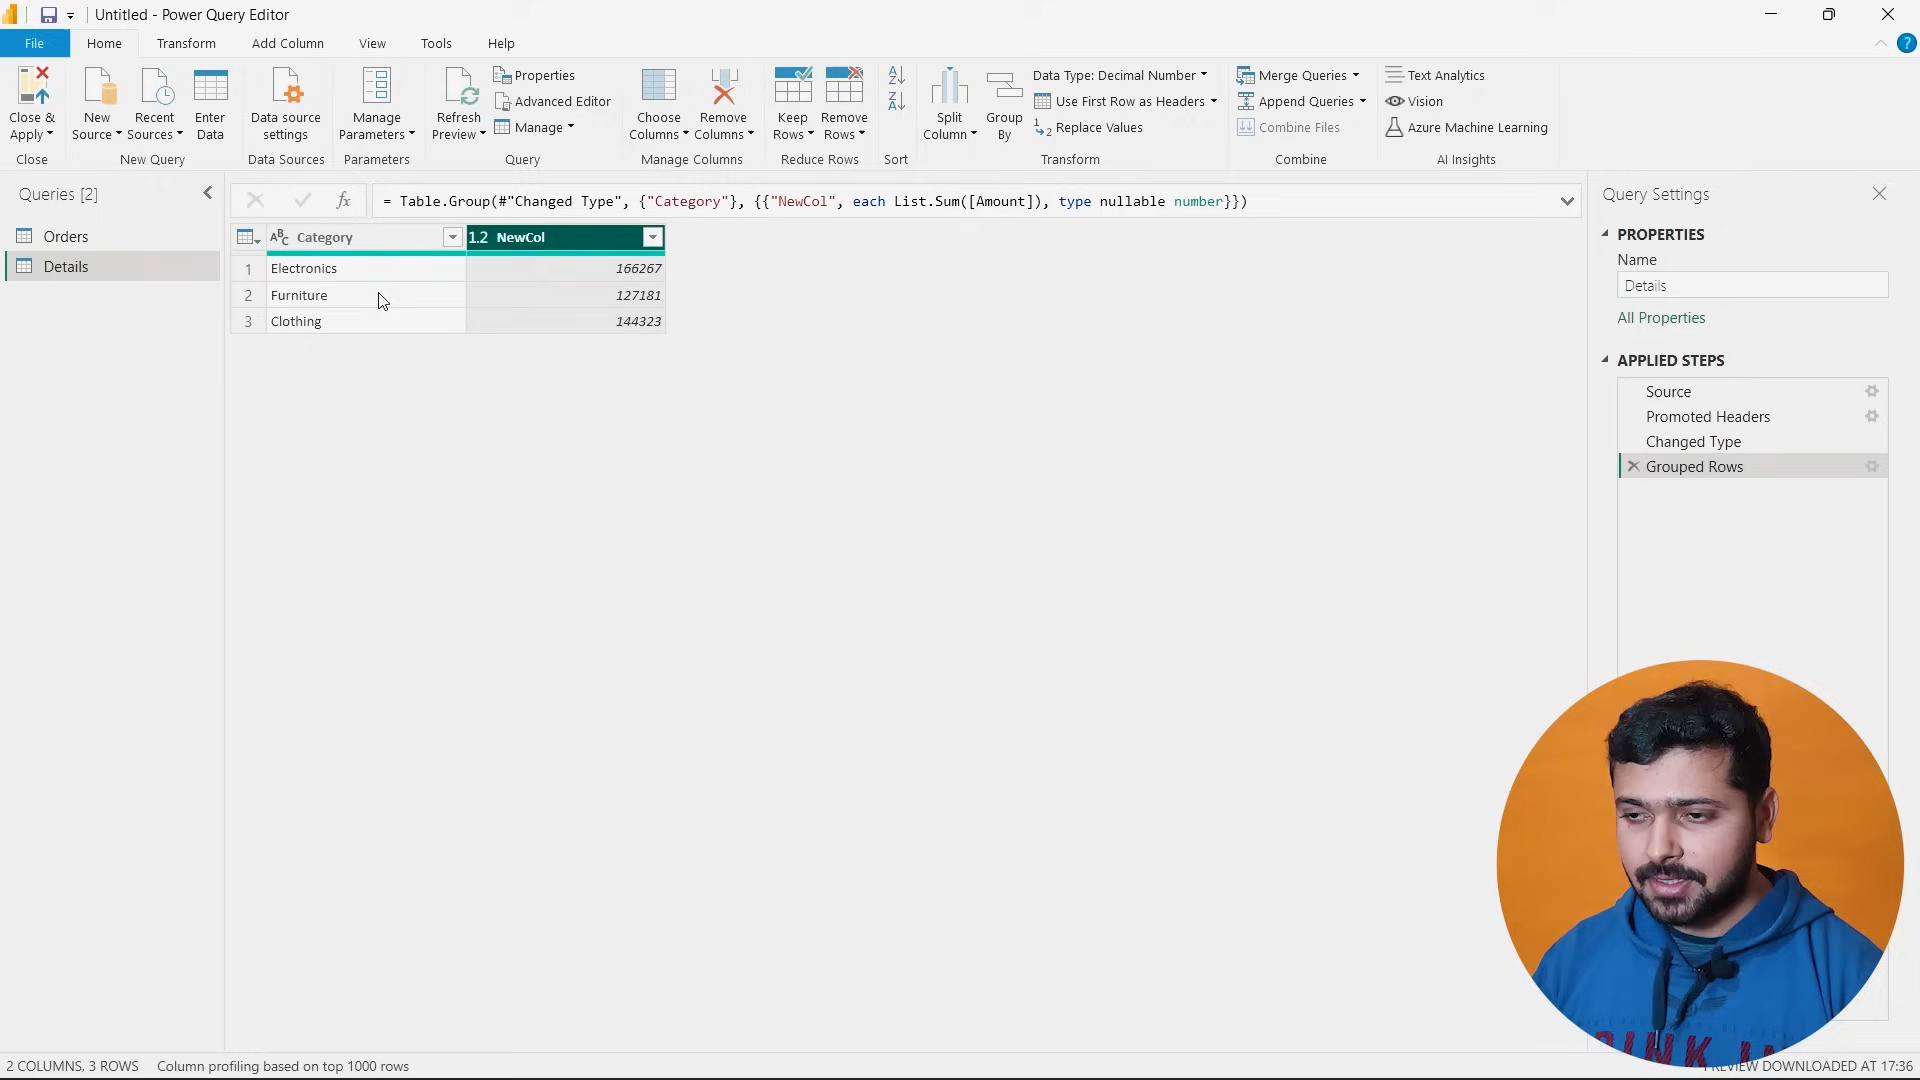 Untitled - Power Query Editor
File Home Transform Add Column View Tools Help
Close & Apply
New Source
Recent Sources
Enter Data
Data source settings
Manage Parameters
Refresh Preview
Properties
Advanced Editor
Manage
Choose Columns
Remove Columns
Keep Rows
Remove Rows
Split Column
Group By
Data Type: Decimal Number
Use First Row as Headers
Replace Values
Merge Queries
Append Queries
Combine Files
Text Analytics
Vision
Azure Machine Learning
Close New Query Data Sources Parameters Query Manage Columns Reduce Rows Sort Transform Combine AI Insights
Queries [2]
Orders
Details
fx = Table.Group(#"Changed Type", {"Category"}, {{"NewCol", each List.Sum([Amount]), type nullable number}})
ABC Category 1.2 NewCol
1 Electronics 166267
2 Furniture 127181
3 Clothing 144323
Query Settings
PROPERTIES
Name
Details
All Properties
APPLIED STEPS
Source
Promoted Headers
Changed Type
Grouped Rows
2 COLUMNS, 3 ROWS Column profiling based on top 1000 rows
PREVIEW DOWNLOADED AT 17:36